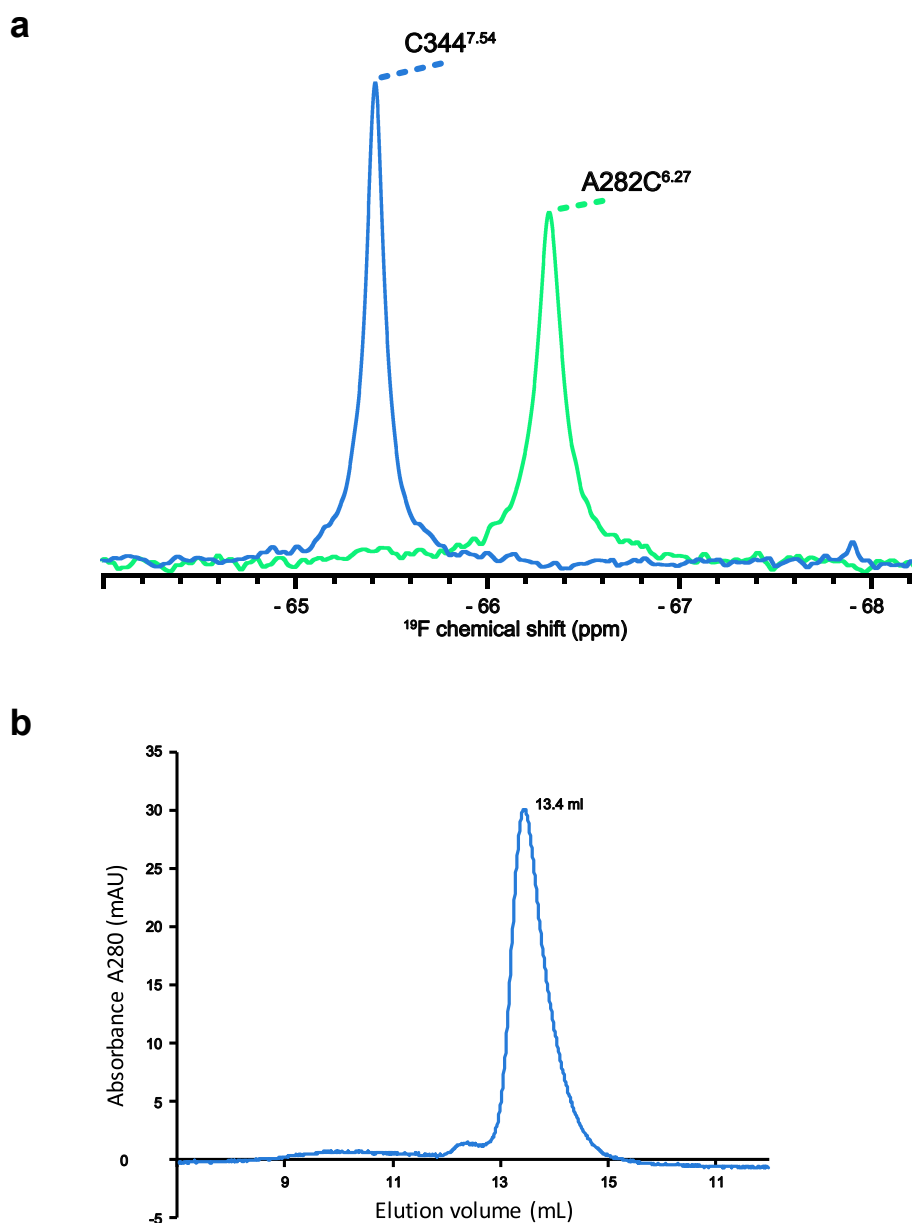 a
C344^7.54
A282C^6.27
- 65 - 66 - 67 - 68
^19F chemical shift (ppm)
b
35
30
25
20
15
10
5
0
-5
Absorbance A280 (mAU)
13.4 ml
9 11 13 15 11
Elution volume (mL)